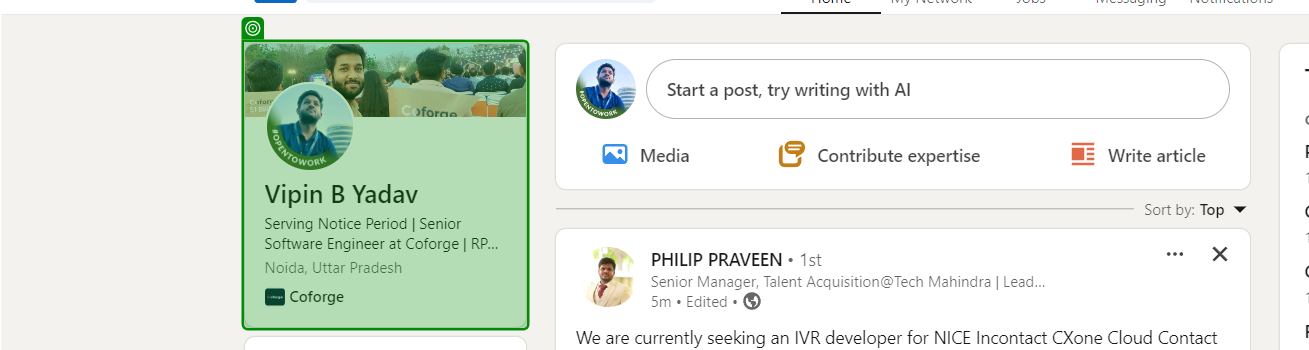 Home
My Network
Jobs
Messaging
Notifications
Coforge
#OPENTOWORK
Vipin B Yadav
Serving Notice Period | Senior
Software Engineer at Coforge | RP...
Noida, Uttar Pradesh
Coforge
#OPENTOWORK
Start a post, try writing with AI
Media
Contribute expertise
Write article
Sort by: Top
PHILIP PRAVEEN • 1st
Senior Manager, Talent Acquisition@Tech Mahindra | Lead...
5m • Edited •
We are currently seeking an IVR developer for NICE Incontact CXone Cloud Contact